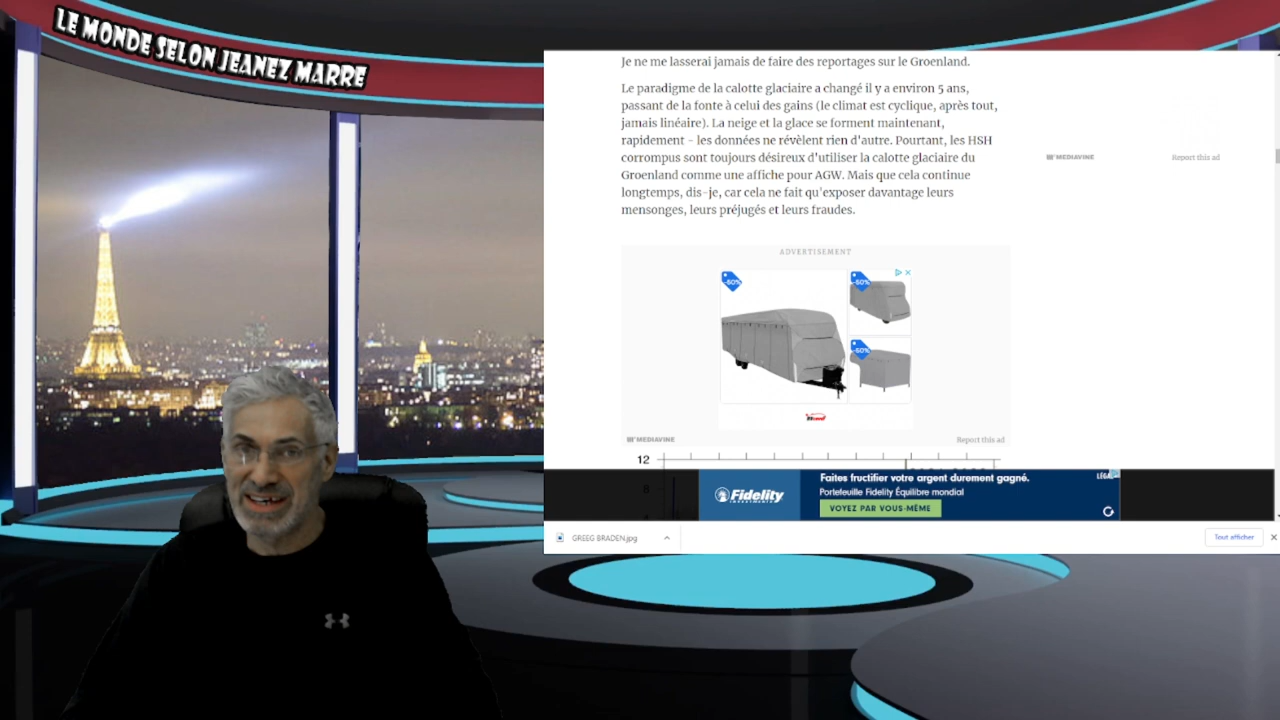 LE MONDE SELON JEANEZ MARRE
Je ne me lasserai jamais de faire des reportages sur le Groenland.
Le paradigme de la calotte glaciaire a changé il y a environ 5 ans,
passant de la fonte à celui des gains (le climat est cyclique, après tout,
jamais linéaire). La neige et la glace se forment maintenant,
rapidement - les données ne révèlent rien d'autre. Pourtant, les HSH
corrompus sont toujours désireux d'utiliser la calotte glaciaire du
Groenland comme une affiche pour AGW. Mais que cela continue
longtemps, dis-je, car cela ne fait qu'exposer davantage leurs
mensonges, leurs préjugés et leurs fraudes.
MEDIAVINE
Report this ad
ADVERTISEMENT
-60%
-50%
-50%
MEDIAVINE
Report this ad
12
8
Fidelity
INVESTMENTS
Faites fructifier votre argent durement gagné.
Portefeuille Fidelity Équilibre mondial
VOYEZ PAR VOUS-MÊME
LÉGAL
GREEG BRADEN.jpg
Tout afficher